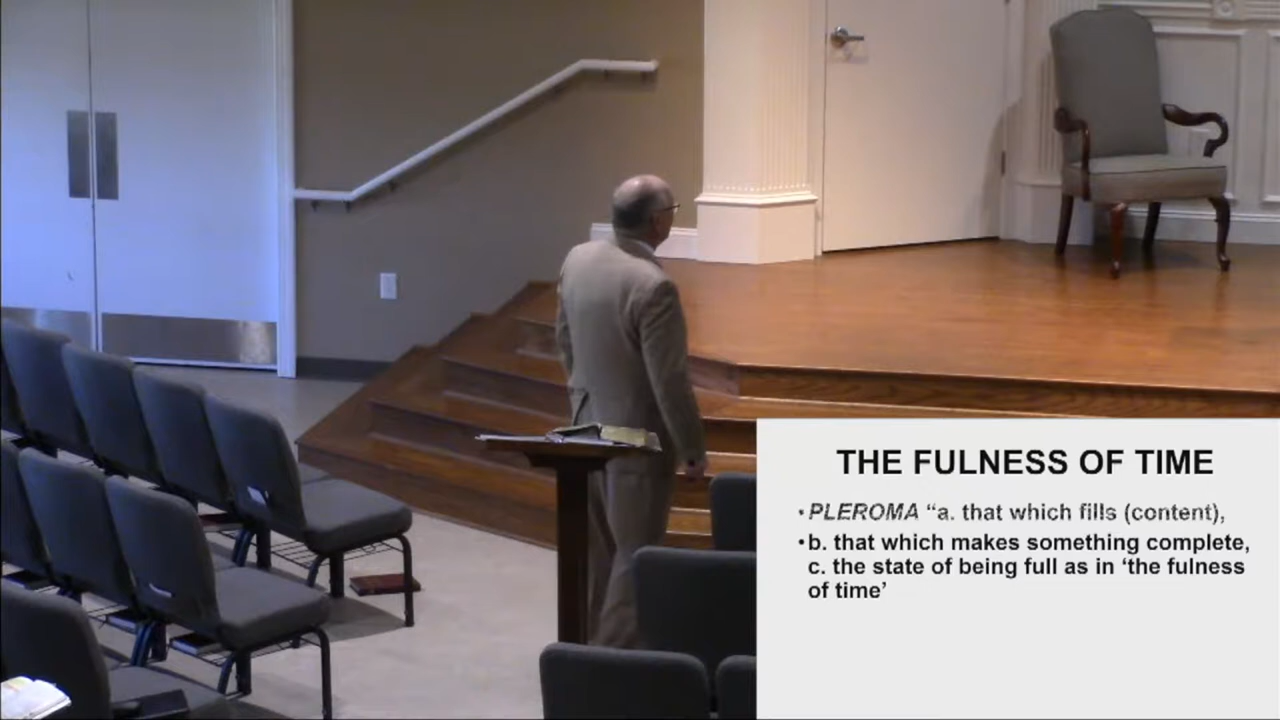 THE FULNESS OF TIME
•PLEROMA “a. that which fills (content),
•b. that which makes something complete,
c. the state of being full as in ‘the fulness
of time’